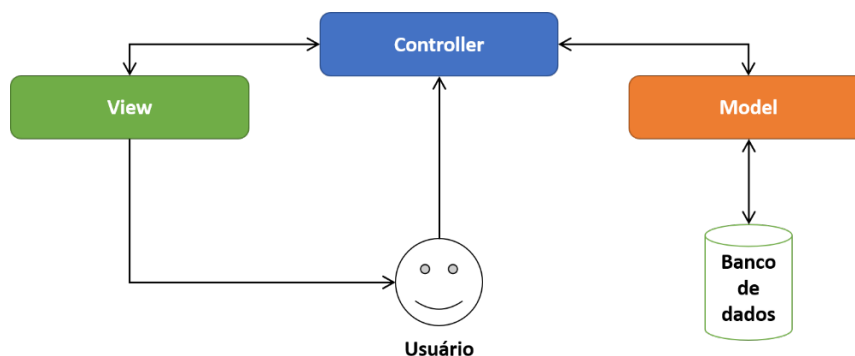 Controller
View
Model
Banco
de
dados
Usuário